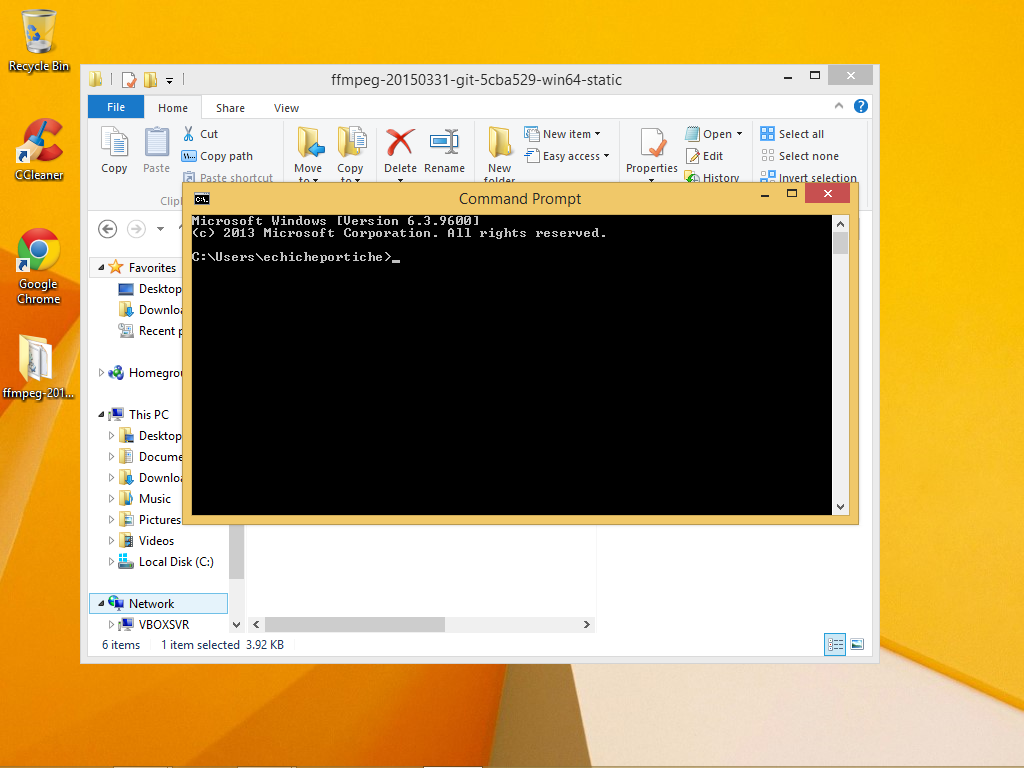 Recycle Bin
CCleaner
Google
Chrome
ffmpeg-201...
ffmpeg-20150331-git-5cba529-win64-static
File Home Share View
Copy
Paste
Cut
Copy path
Paste shortcut
Move
to
Copy
to
Delete
Rename
New
folder
New item
Easy access
Properties
Open
Edit
History
Select all
Select none
Invert selection
Clip
Command Prompt
C:\.
Microsoft Windows [Version 6.3.9600]
(c) 2013 Microsoft Corporation. All rights reserved.
C:\Users\echicheportiche>_
Favorites
Desktop
Downloa
Recent p
Homegrou
This PC
Desktop
Docume
Downloa
Music
Pictures
Videos
Local Disk (C:)
Network
VBOXSVR
6 items 1 item selected 3.92 KB